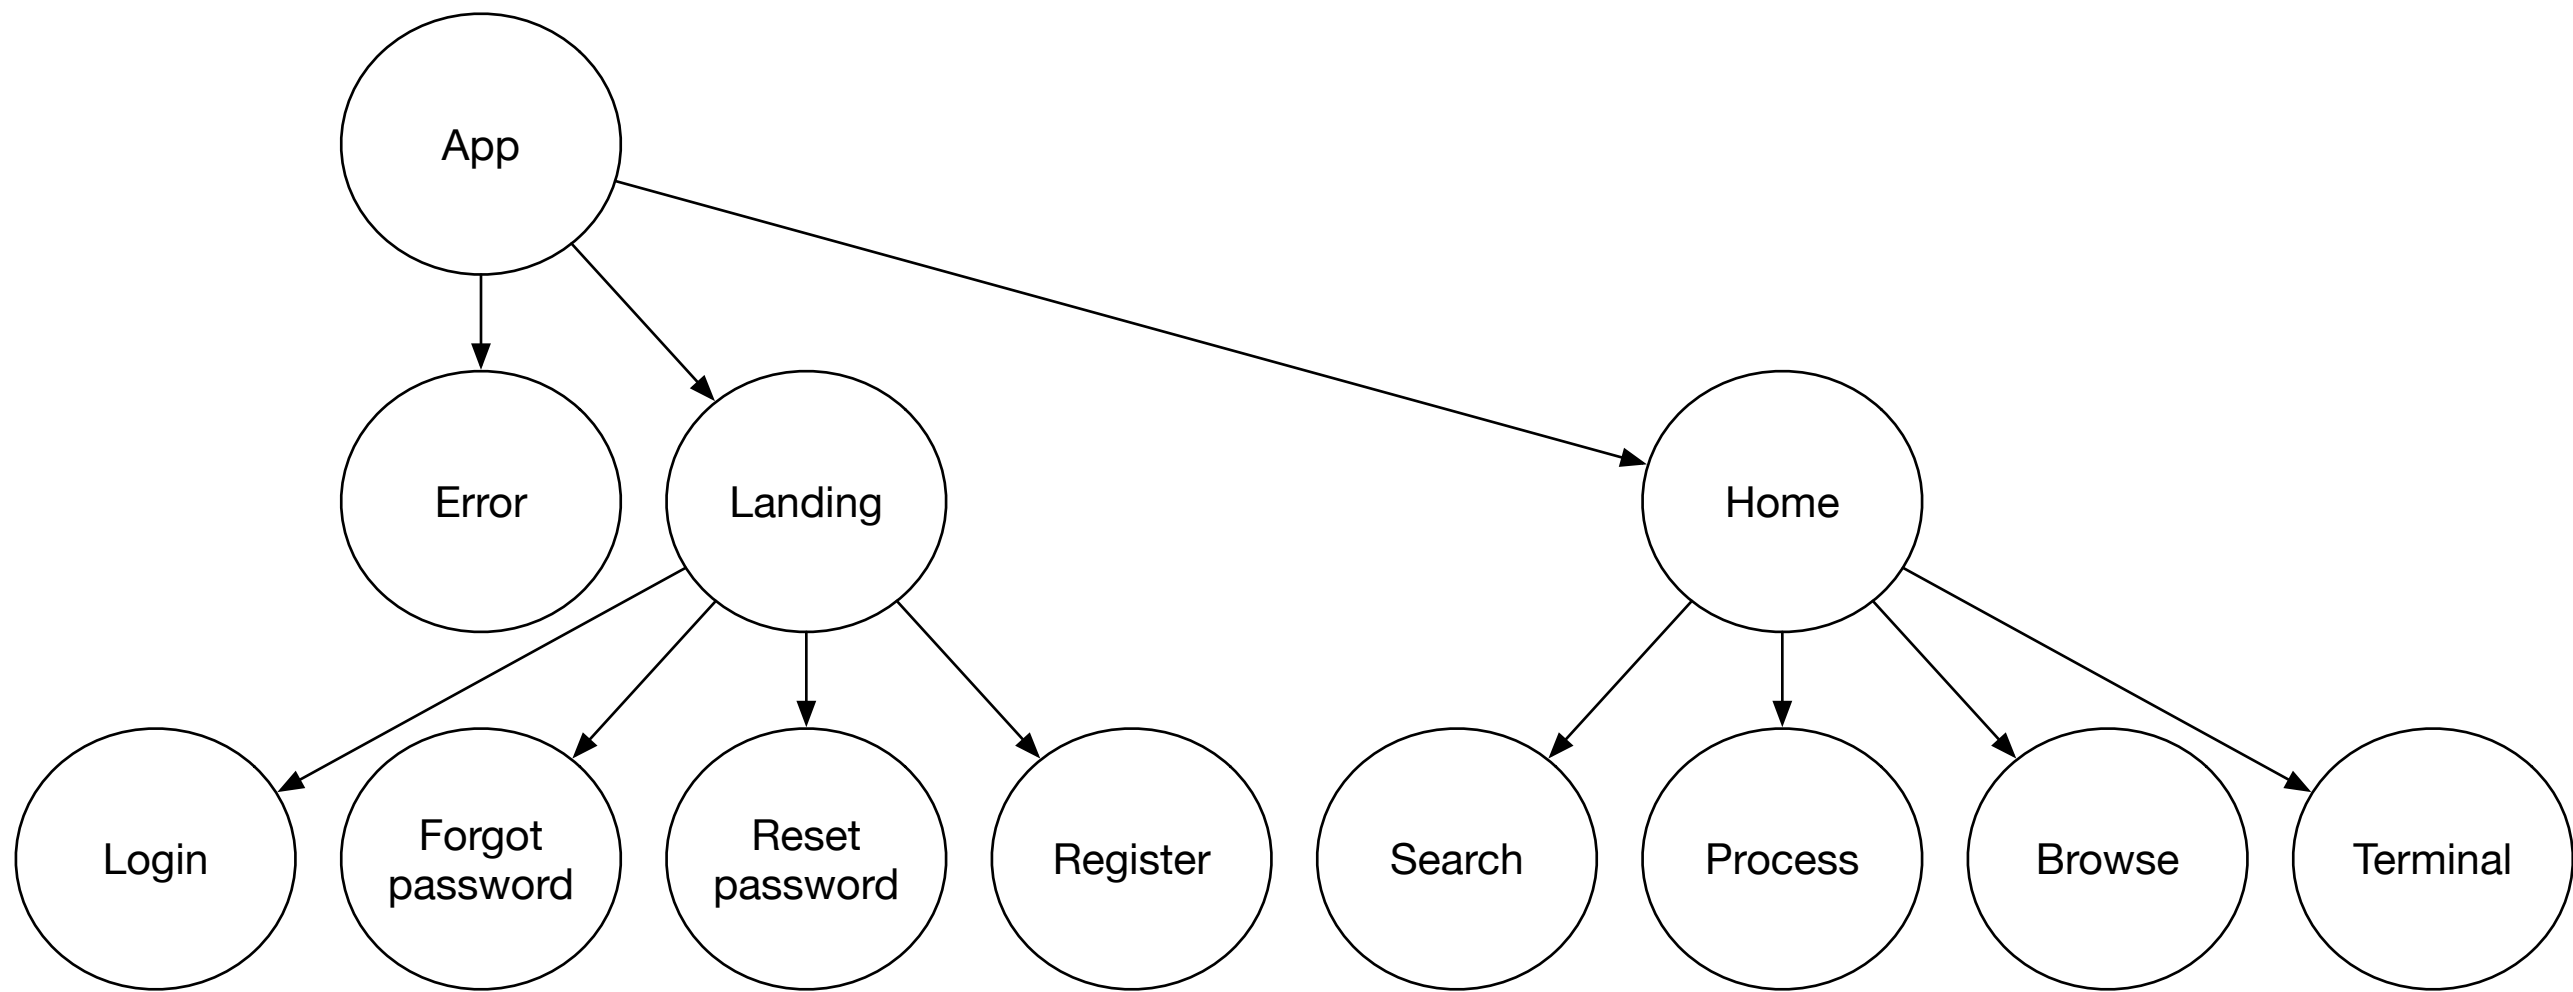 App
Error
Landing
Home
Login
Forgot
password
Reset
password
Register
Search
Process
Browse
Terminal